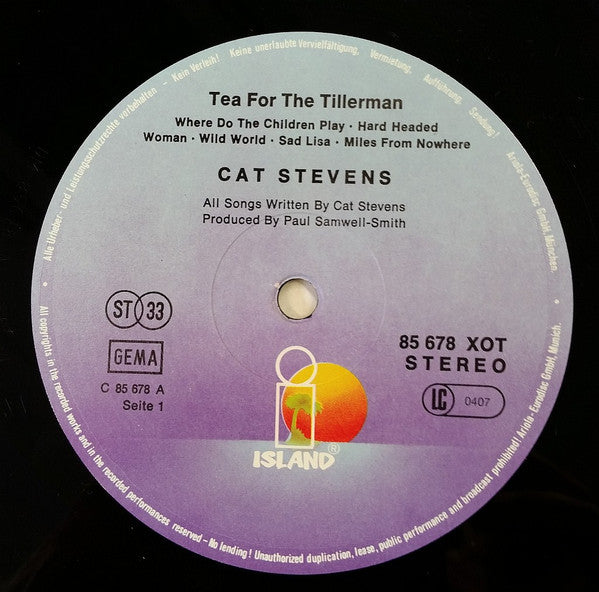 Alle Urheber- und Leistungsschutzrechte vorbehalten - Kein Verleih! Keine unerlaubte Vervielfältigung, Vermietung, Aufführung, Sendung! Ariola-Eurodisc GmbH. München.
Tea For The Tillerman
Where Do The Children Play · Hard Headed
Woman · Wild World · Sad Lisa · Miles From Nowhere
CAT STEVENS
All Songs Written By Cat Stevens
Produced By Paul Samwell-Smith
ST 33
GEMA
C 85 678 A
Seite 1
85 678 XOT
STEREO
LC 0407
i
ISLAND®
All copyrights in the recorded works and in the recorded performances reserved - No lending! Unauthorized duplication, lease, public performance and broadcast prohibited! Ariola-Eurodisc GmbH. Munich.